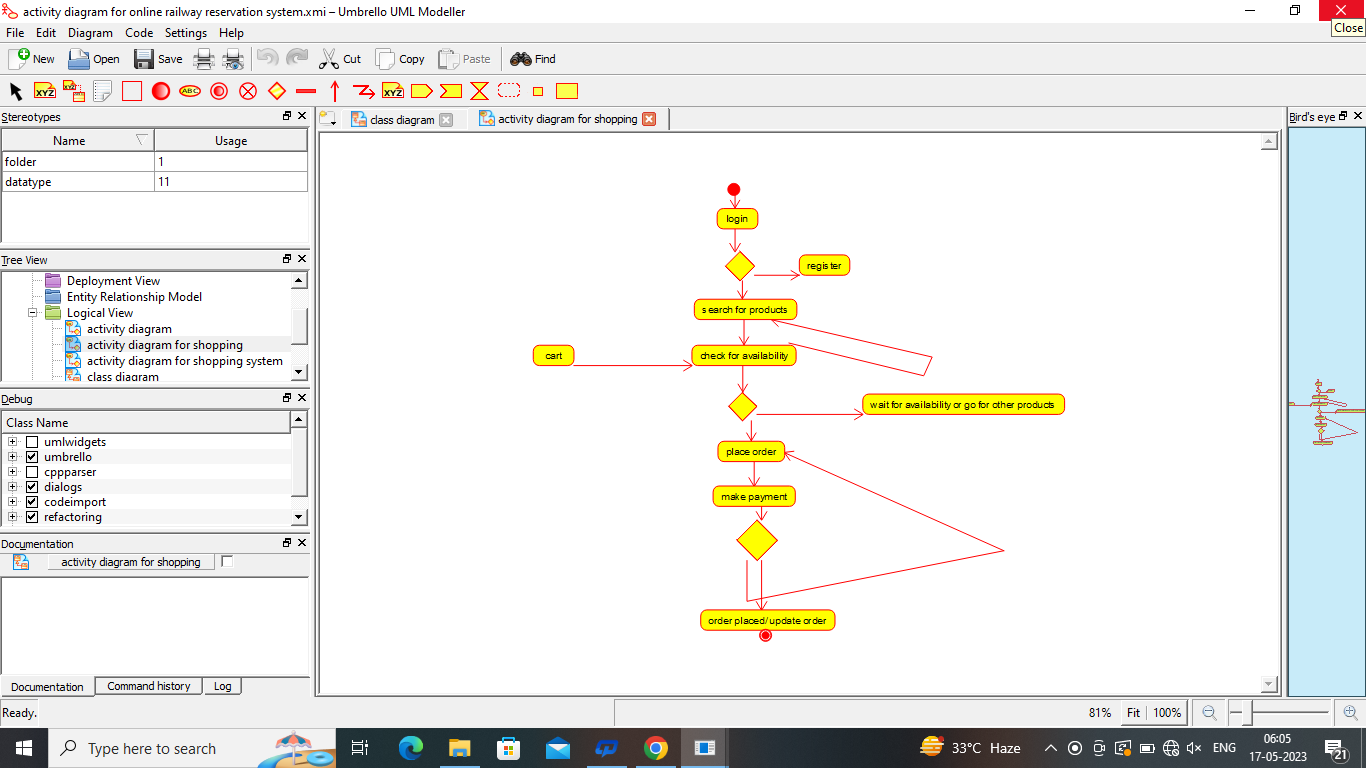 activity diagram for online railway reservation system.xmi – Umbrello UML Modeller
Close
File Edit Diagram Code Settings Help
New Open Save Cut Copy Paste Find
XYZ XYZ ABC XYZ
Stereotypes
Name Usage
folder 1
datatype 11
class diagram
activity diagram for shopping
Bird's eye
Tree View
Deployment View
Entity Relationship Model
Logical View
activity diagram
activity diagram for shopping
activity diagram for shopping system
class diagram
Debug
Class Name
umlwidgets
umbrello
cppparser
dialogs
codeimport
refactoring
Documentation
activity diagram for shopping
Documentation Command history Log
login
register
search for products
cart
check for availability
wait for availability or go for other products
place order
make payment
order placed/update order
Ready.
81% Fit 100%
Type here to search
33°C Haze
ENG
06:05
17-05-2023
21